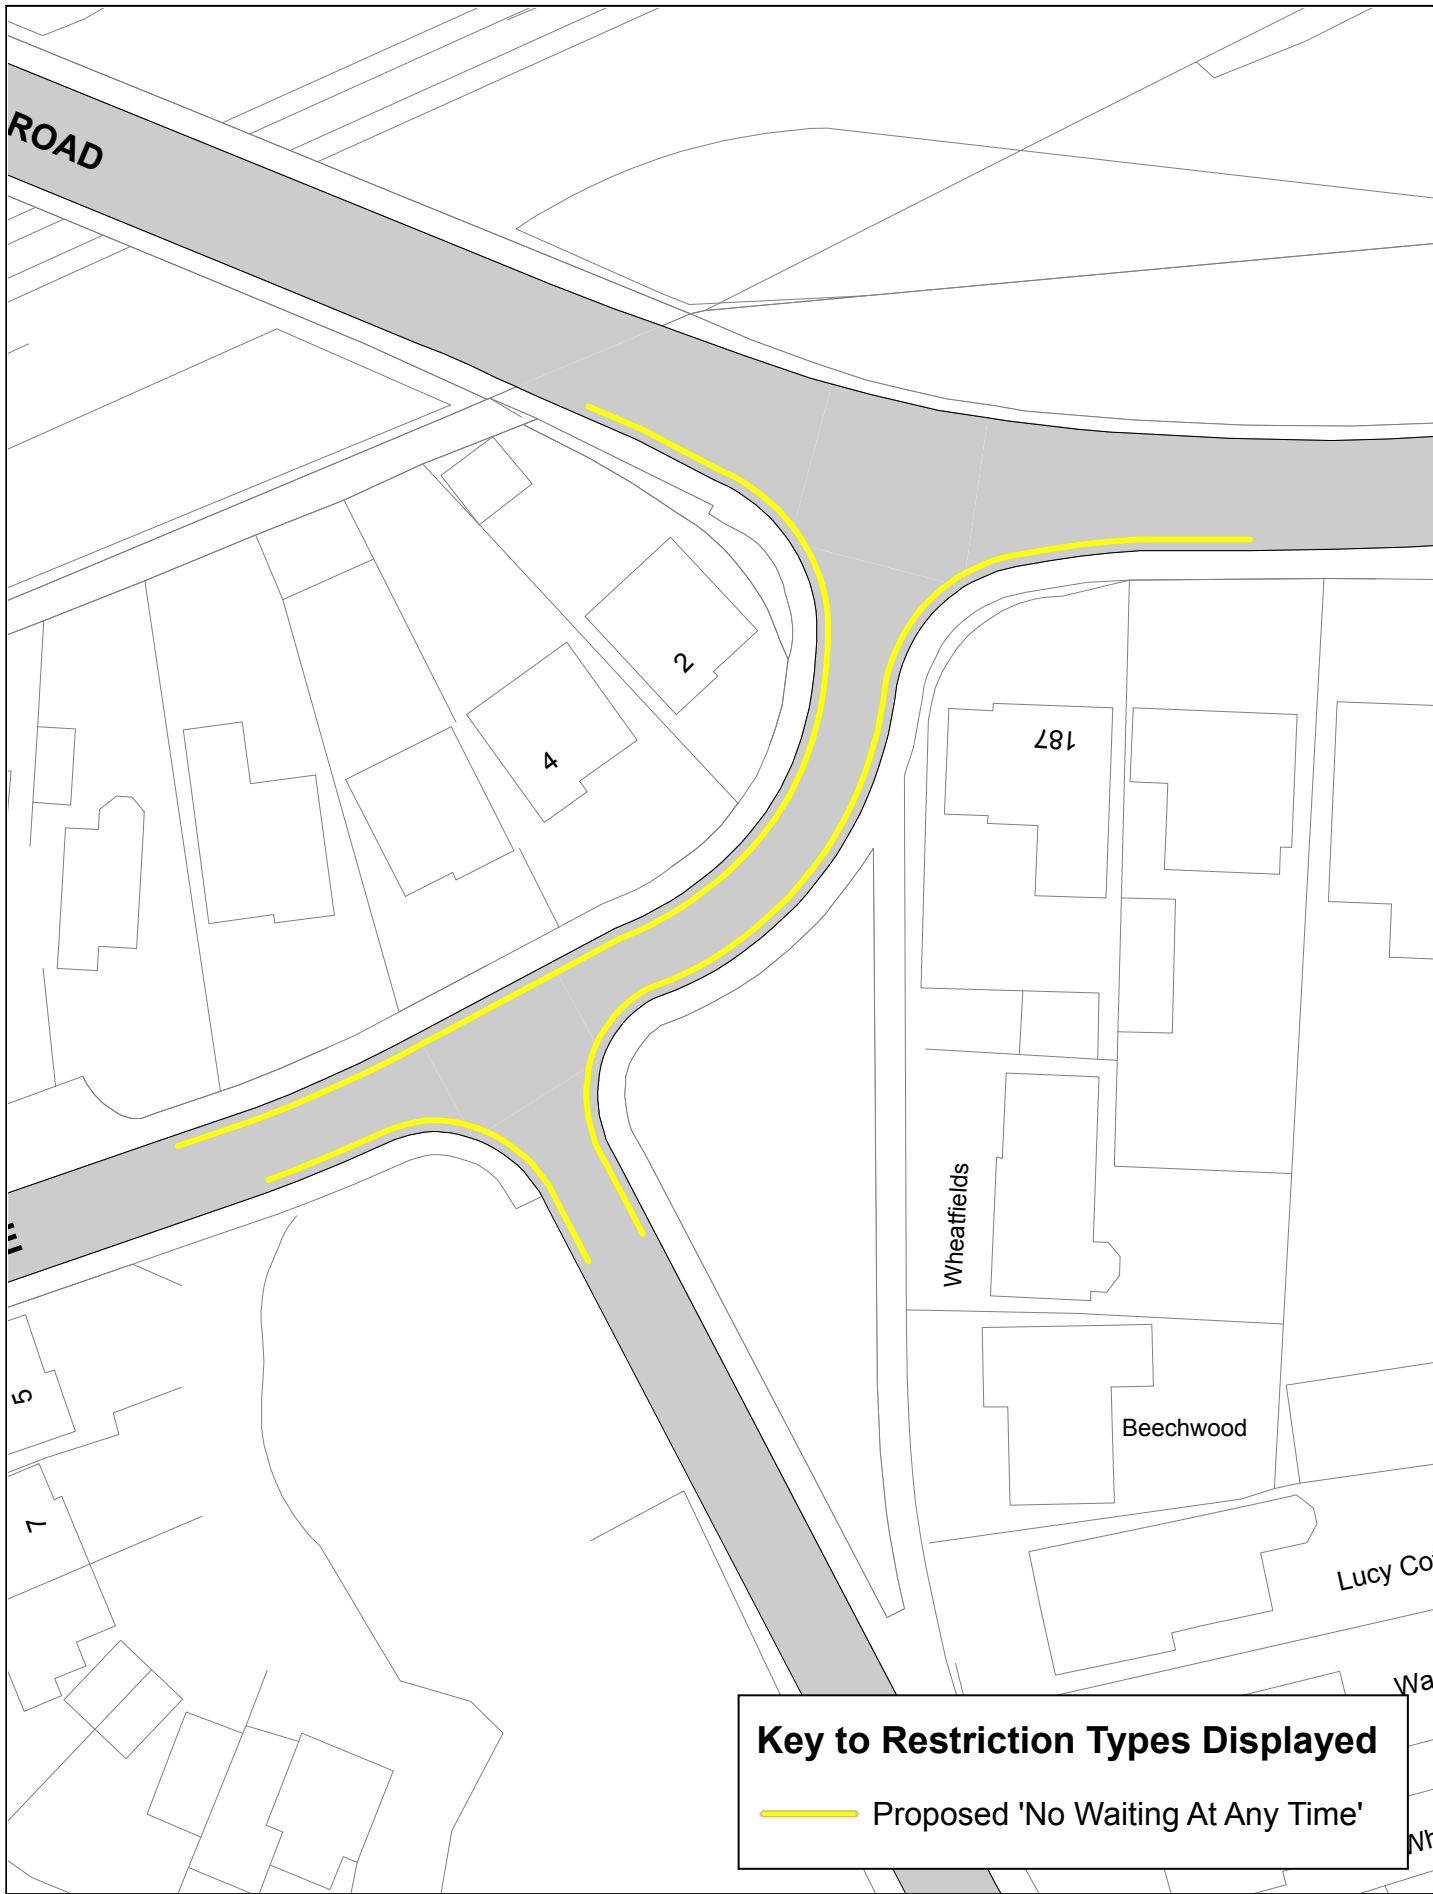 ROAD
2
4
187
Wheatfields
5
Beechwood
7
Lucy
Key to Restriction Types Displayed
Proposed 'No Waiting At Any Time'